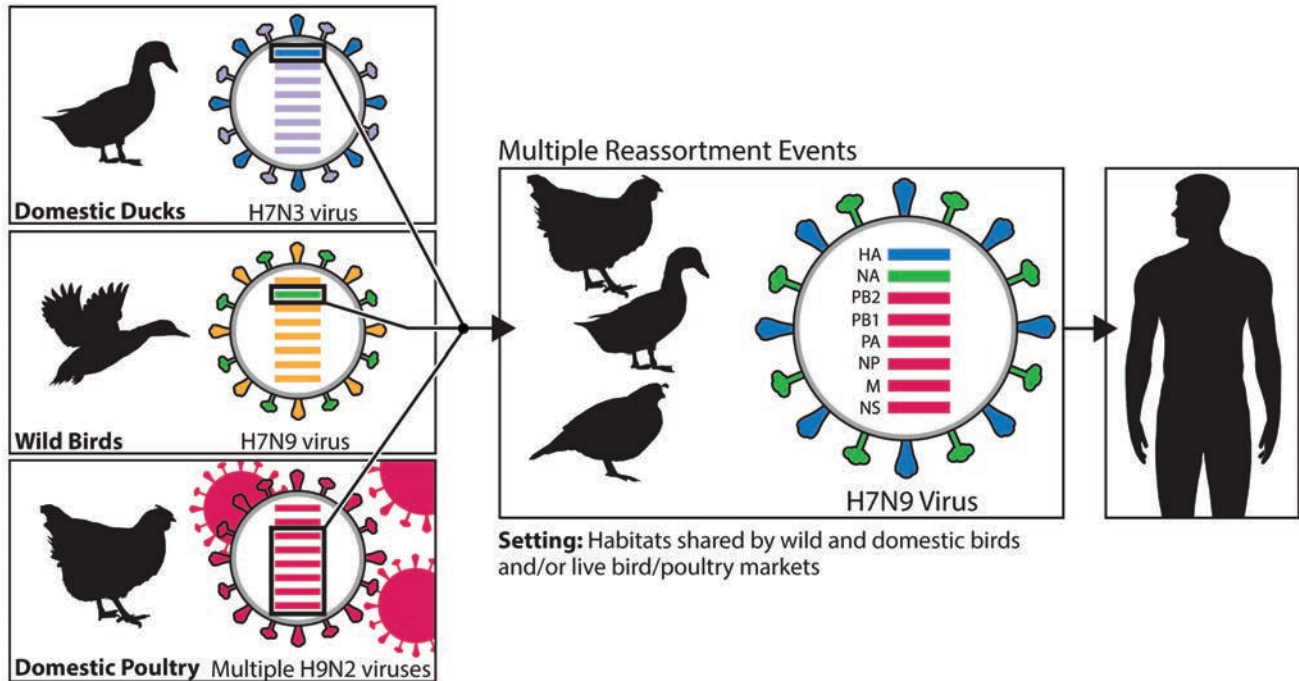 Domestic Ducks
H7N3 virus
Wild Birds
H7N9 virus
Domestic Poultry
Multiple H9N2 viruses
Multiple Reassortment Events
HA
NA
PB2
PB1
PA
NP
M
NS
H7N9 Virus
Setting: Habitats shared by wild and domestic birds
and/or live bird/poultry markets